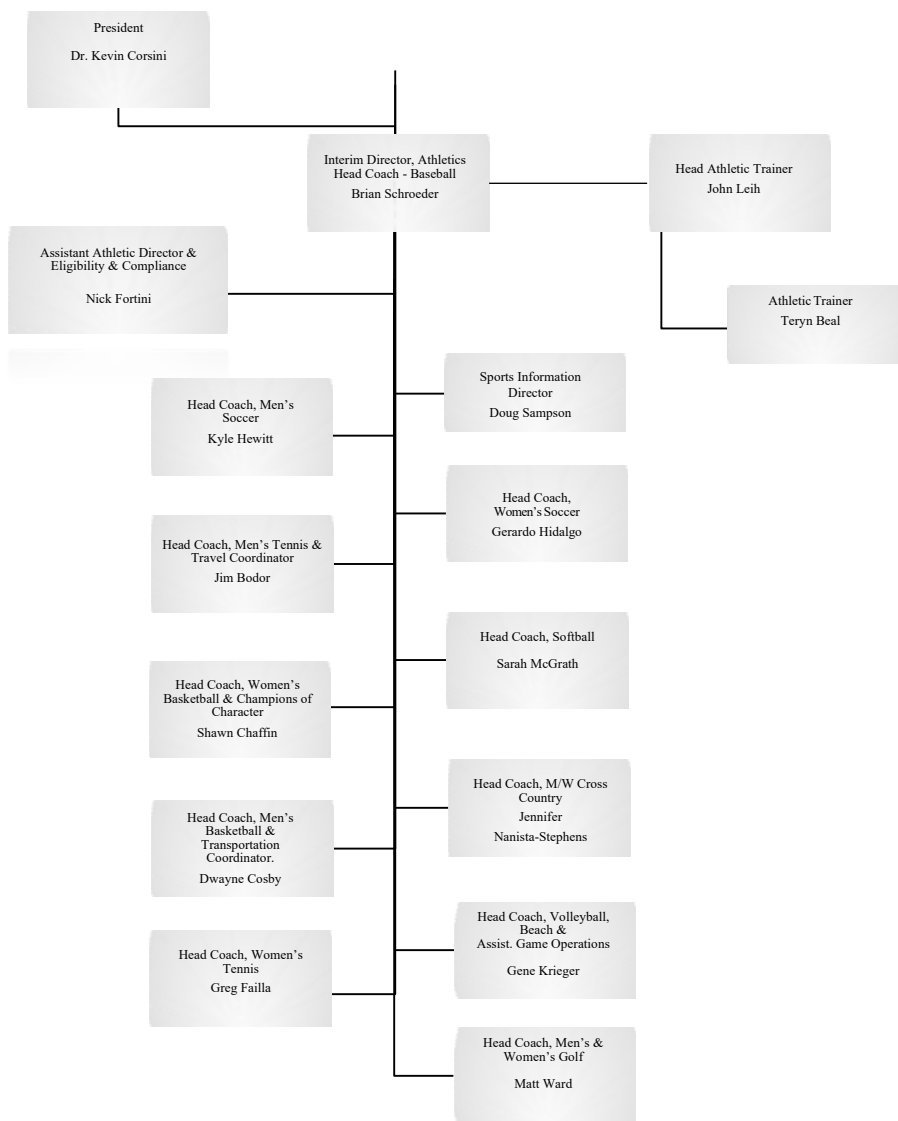 President
Dr. Kevin Corsini
Interim Director, Athletics
Head Coach - Baseball
Brian Schroeder
Head Athletic Trainer
John Leih
Assistant Athletic Director &
Eligibility & Compliance
Nick Fortini
Athletic Trainer
Teryn Beal
Sports Information
Director
Doug Sampson
Head Coach, Men's
Soccer
Kyle Hewitt
Head Coach,
Women's Soccer
Gerardo Hidalgo
Head Coach, Men's Tennis &
Travel Coordinator
Jim Bodor
Head Coach, Softball
Sarah McGrath
Head Coach, Women's
Basketball & Champions of
Character
Shawn Chaffin
Head Coach, M/W Cross
Country
Jennifer
Nanista-Stephens
Head Coach, Men's
Basketball &
Transportation
Coordinator.
Dwayne Cosby
Head Coach, Volleyball,
Beach &
Assist. Game Operations
Gene Krieger
Head Coach, Women's
Tennis
Greg Failla
Head Coach, Men's &
Women's Golf
Matt Ward